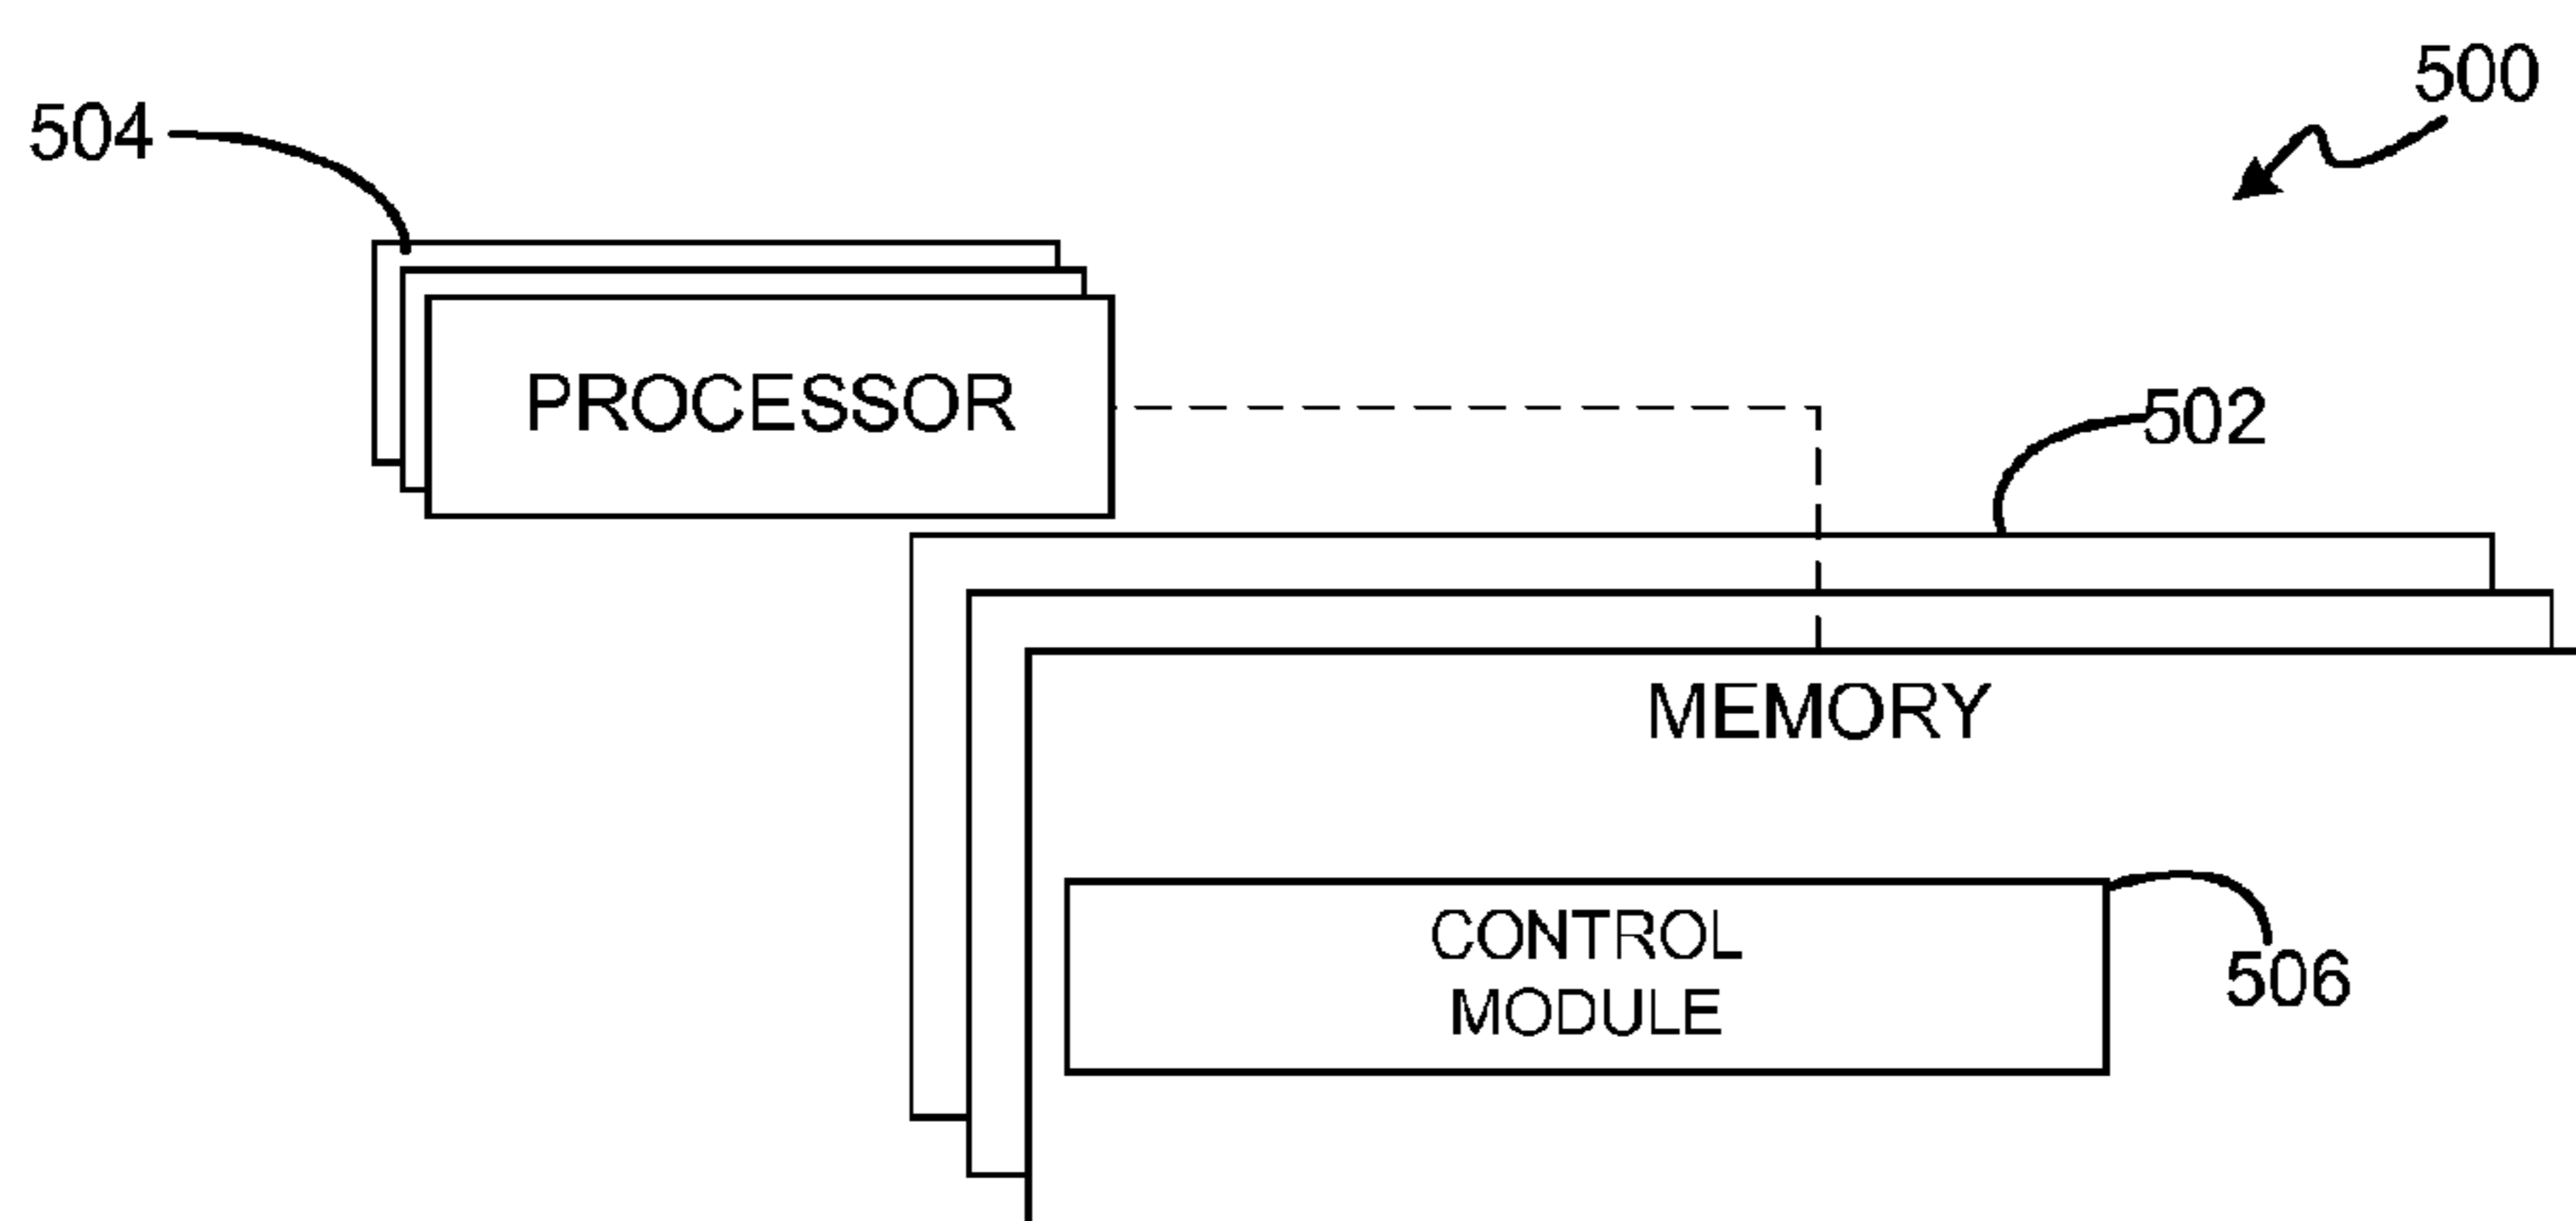 500
504
PROCESSOR
502
MEMORY
CONTROL
MODULE
506